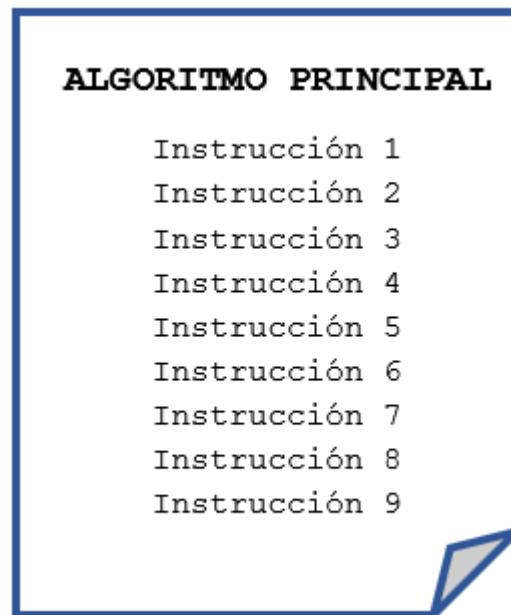 ALGORITMO PRINCIPAL
Instrucción 1
Instrucción 2
Instrucción 3
Instrucción 4
Instrucción 5
Instrucción 6
Instrucción 7
Instrucción 8
Instrucción 9